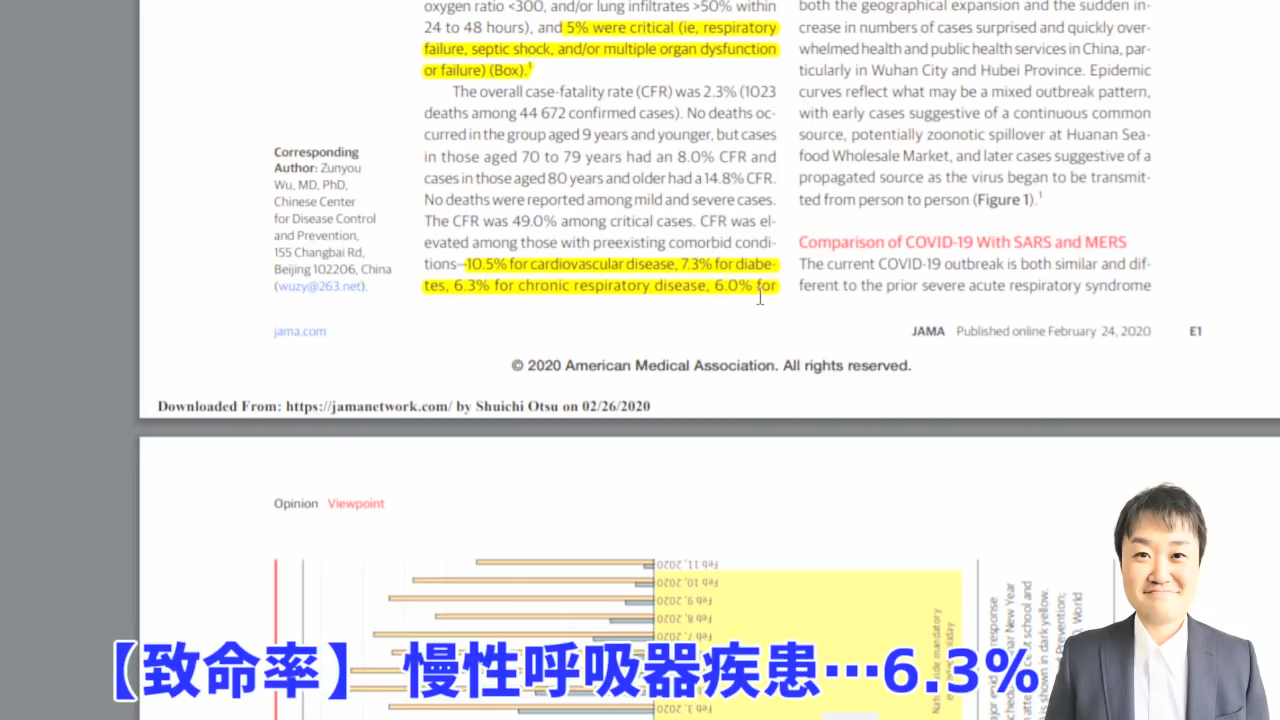 oxygen ratio <300, and/or lung infiltrates >50% within
24 to 48 hours), and 5% were critical (ie, respiratory
failure, septic shock, and/or multiple organ dysfunction
or failure) (Box).1
The overall case-fatality rate (CFR) was 2.3% (1023
deaths among 44 672 confirmed cases). No deaths oc-
curred in the group aged 9 years and younger, but cases
in those aged 70 to 79 years had an 8.0% CFR and
cases in those aged 80 years and older had a 14.8% CFR.
No deaths were reported among mild and severe cases.
The CFR was 49.0% among critical cases. CFR was el-
evated among those with preexisting comorbid condi-
tions—10.5% for cardiovascular disease, 7.3% for diabe-
tes, 6.3% for chronic respiratory disease, 6.0% for
both the geographical expansion and the sudden in-
crease in numbers of cases surprised and quickly over-
whelmed health and public health services in China, par-
ticularly in Wuhan City and Hubei Province. Epidemic
curves reflect what may be a mixed outbreak pattern,
with early cases suggestive of a continuous common
source, potentially zoonotic spillover at Huanan Sea-
food Wholesale Market, and later cases suggestive of a
propagated source as the virus began to be transmit-
ted from person to person (Figure 1).1
Comparison of COVID-19 With SARS and MERS
The current COVID-19 outbreak is both similar and dif-
ferent to the prior severe acute respiratory syndrome
Corresponding
Author: Zunyou
Wu, MD, PhD,
Chinese Center
for Disease Control
and Prevention,
155 Changbai Rd,
Beijing 102206, China
(wuzy@263.net).
jama.com
JAMA Published online February 24, 2020 E1
© 2020 American Medical Association. All rights reserved.
Downloaded From: https://jamanetwork.com/ by Shuichi Otsu on 02/26/2020
Opinion Viewpoint
Feb 11, 2020
Feb 10, 2020
Feb 9, 2020
Feb 8, 2020
Feb 7, 2020
Feb 3, 2020
【致命率】 慢性呼吸器疾患…6.3%